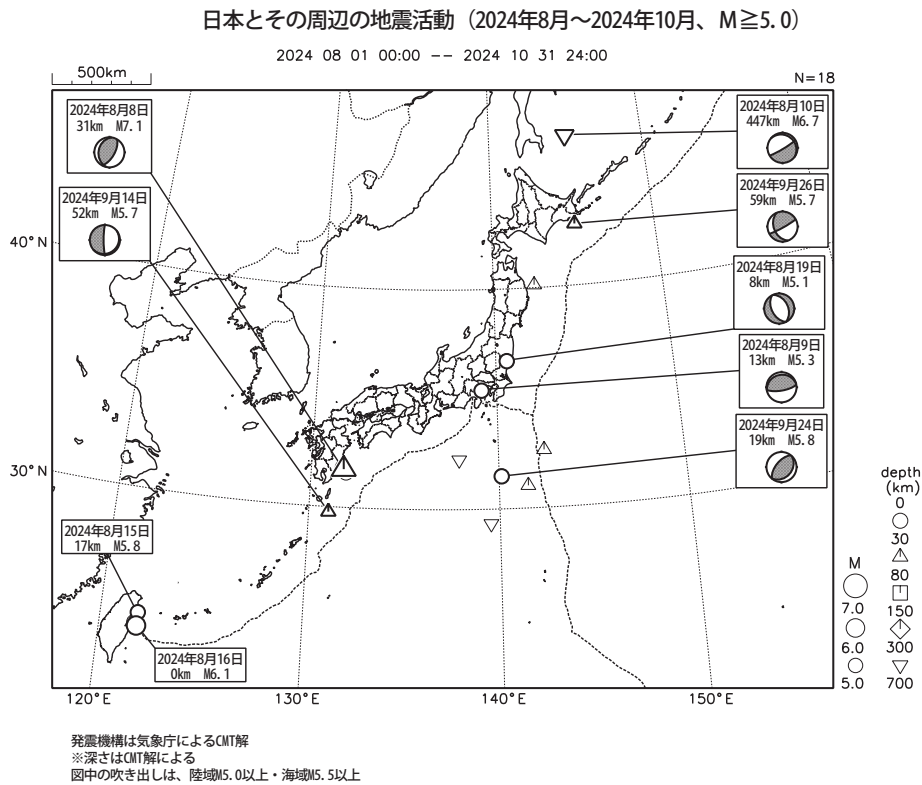 日本とその周辺の地震活動（2024年8月～2024年10月、M≧5.0）
2024 08 01 00:00 -- 2024 10 31 24:00
500km
N=18
2024年8月8日
31km M7.1
2024年9月14日
52km M5.7
2024年8月10日
447km M6.7
2024年9月26日
59km M5.7
2024年8月19日
8km M5.1
2024年8月9日
13km M5.3
2024年9月24日
19km M5.8
2024年8月15日
17km M5.8
2024年8月16日
0km M6.1
40°N
30°N
120°E
130°E
140°E
150°E
M
7.0
6.0
5.0
depth
(km)
0
30
80
150
300
700
発震機構は気象庁によるCMT解
※深さはCMT解による
図中の吹き出しは、陸域M5.0以上・海域M5.5以上